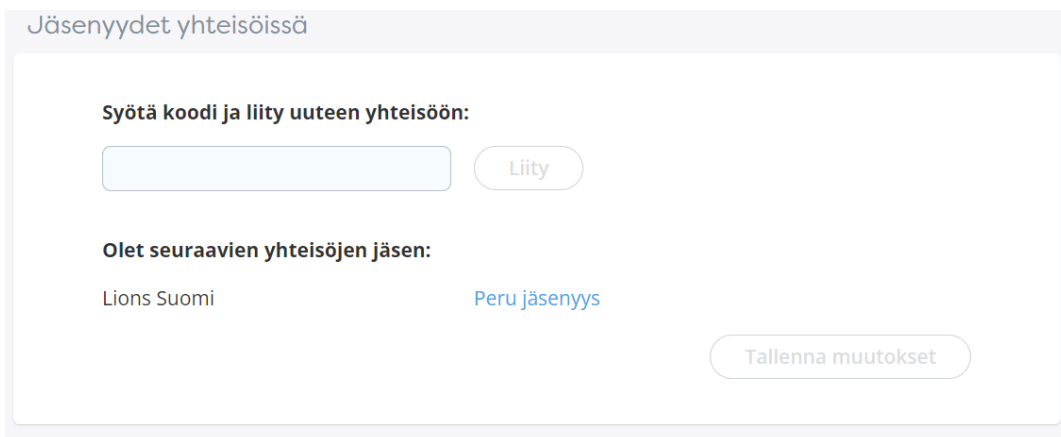 Jäsenyydet yhteisöissä
Syötä koodi ja liity uuteen yhteisöön:
Liity
Olet seuraavien yhteisöjen jäsen:
Lions Suomi Peru jäsenyys
Tallenna muutokset